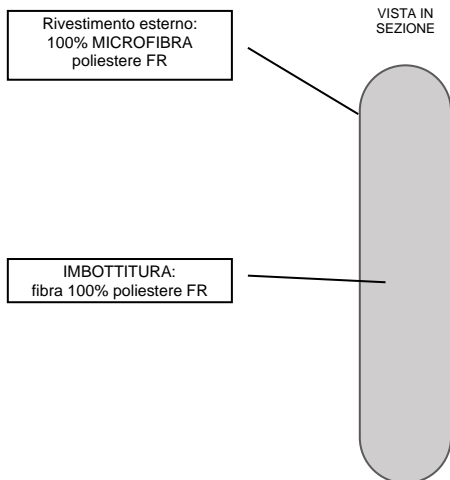 Rivestimento esterno:
100% MICROFIBRA
poliestere FR
VISTA IN
SEZIONE
IMBOTTITURA:
fibra 100% poliestere FR